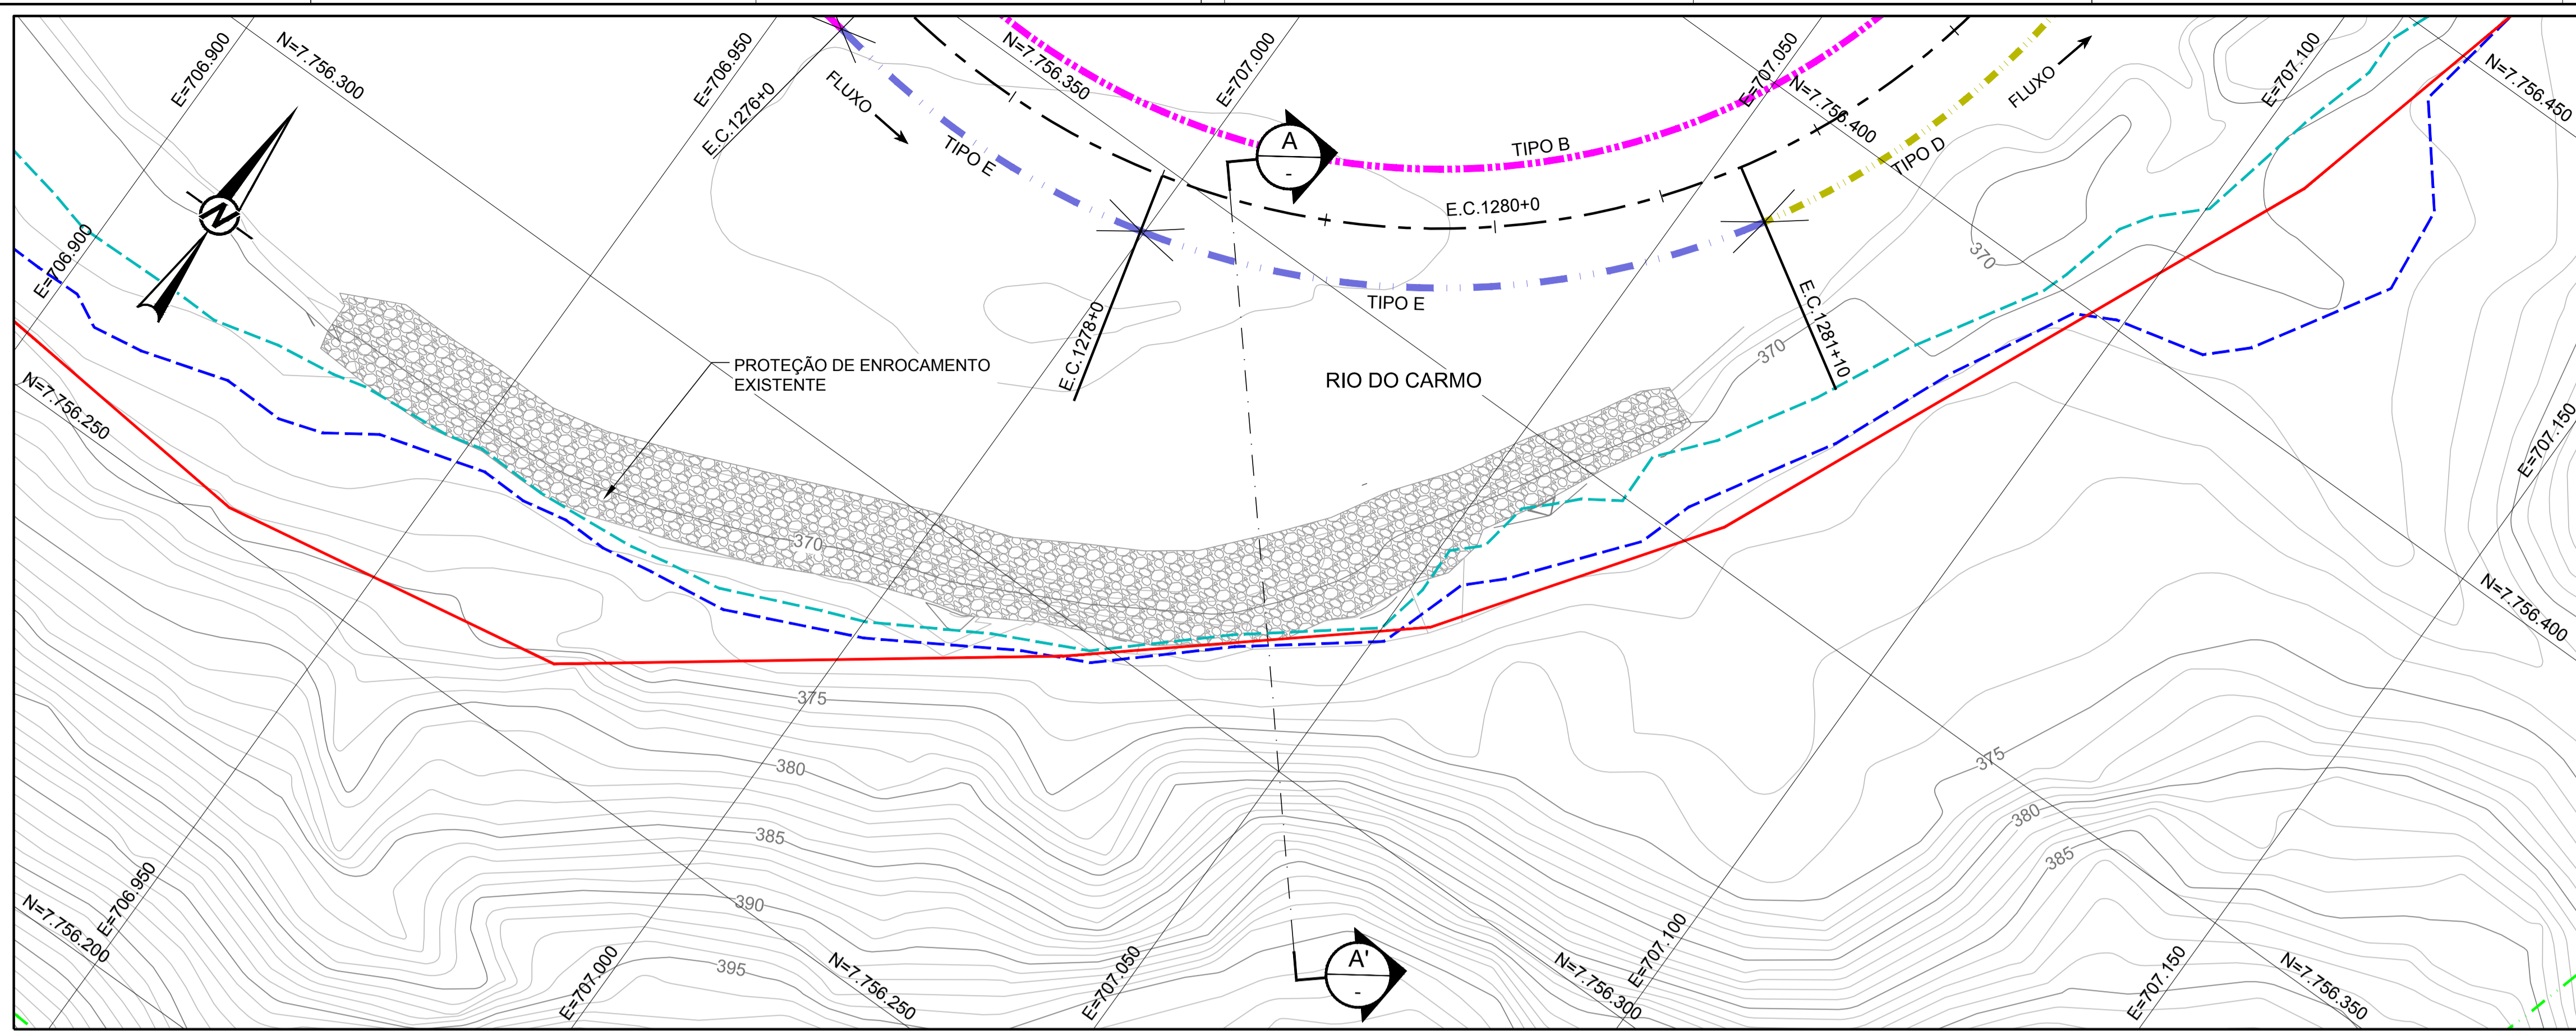 E=706.900
N=7.756.300
E=706.950
E.C.1276+0
FLUXO
TIPO E
N=7.756.350
E=707.000
A
-
TIPO B
E=707.050
N=7.756.400
TIPO D
FLUXO
E=707.100
N=7.756.450
N
E=706.900
E.C.1280+0
TIPO E
E.C.1278+0
E.C.1281+10
370
370
N=7.756.250
PROTEÇÃO DE ENROCAMENTO
EXISTENTE
RIO DO CARMO
E=707.150
370
N=7.756.400
375
375
380
380
385
385
390
395
E=706.950
N=7.756.200
E=707.000
N=7.756.250
E=707.050
A'
-
N=7.756.300
E=707.100
E=707.150
N=7.756.350